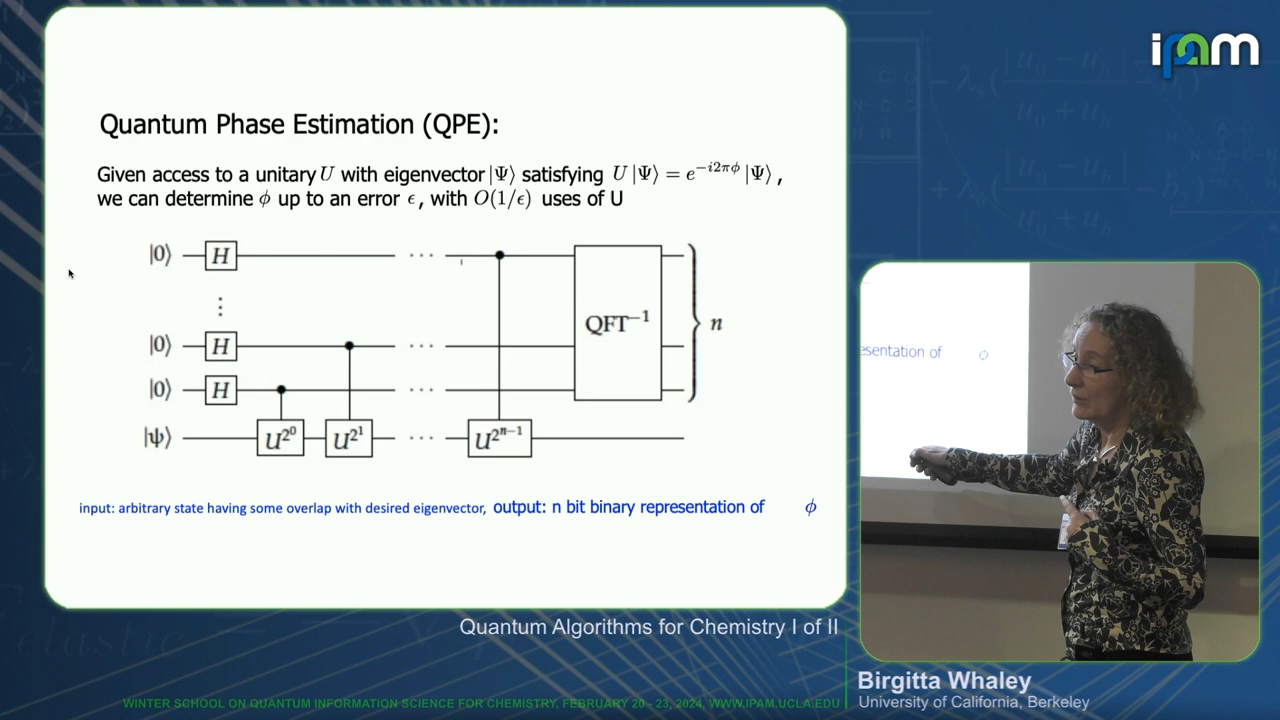 ipam
Quantum Phase Estimation (QPE):
Given access to a unitary U with eigenvector |Ψ⟩ satisfying U|Ψ⟩ = e^{-i2πϕ}|Ψ⟩,
we can determine ϕ up to an error ϵ, with O(1/ϵ) uses of U
|0⟩ H ...
⋮
|0⟩ H ...
|0⟩ H ...
|ψ⟩ U^{2^0} U^{2^1} ... U^{2^{n-1}}
QFT^{-1}
n
input: arbitrary state having some overlap with desired eigenvector, output: n bit binary representation of ϕ
esentation of ϕ
Quantum Algorithms for Chemistry I of II
Birgitta Whaley
University of California, Berkeley
WINTER SCHOOL ON QUANTUM INFORMATION SCIENCE FOR CHEMISTRY, FEBRUARY 20 - 23, 2024, WWW.IPAM.UCLA.EDU